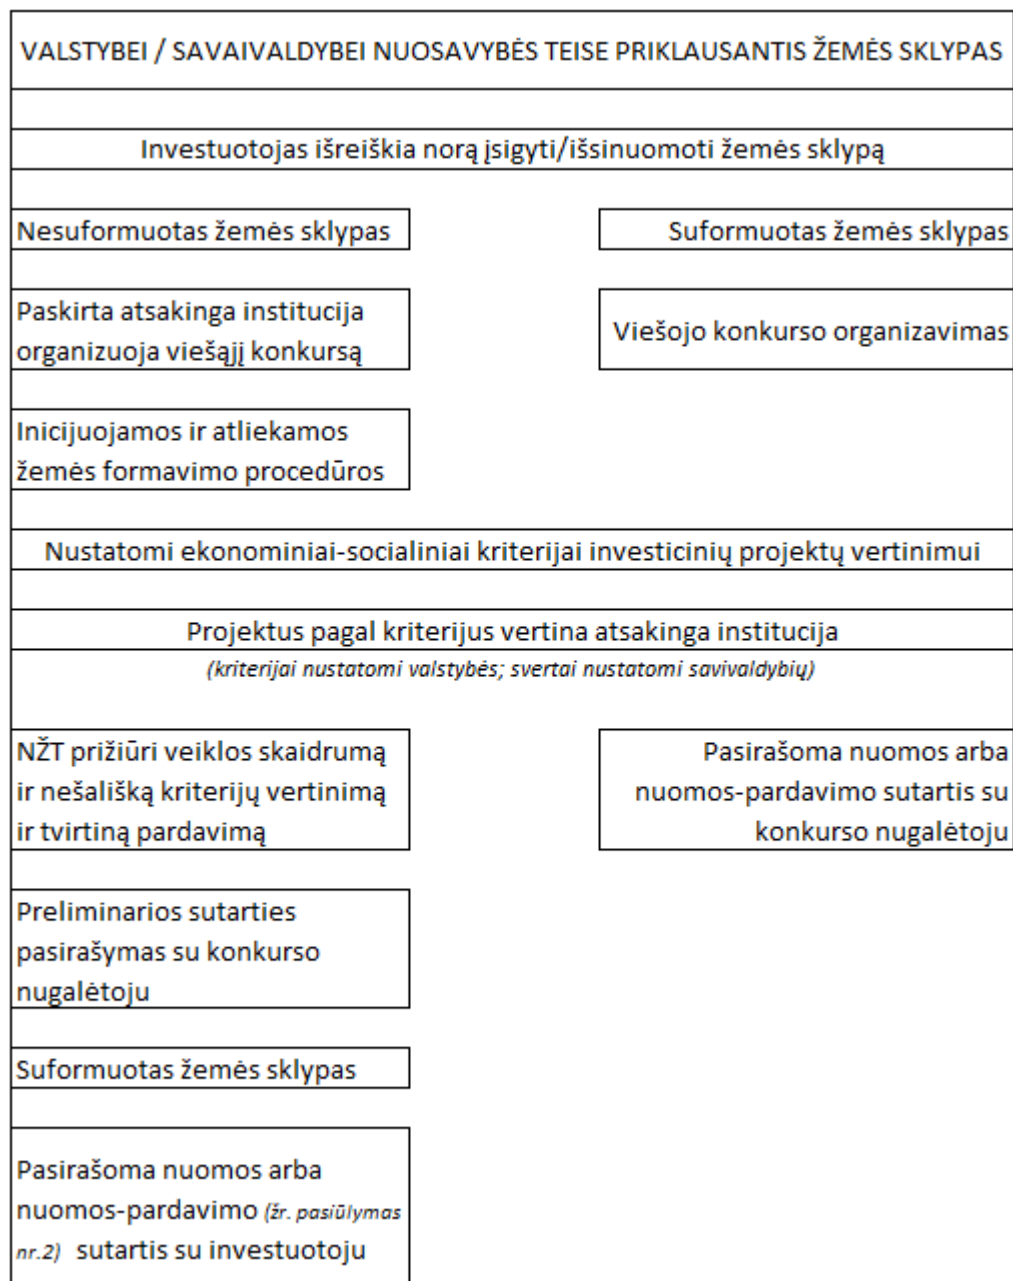 VALSTYBEI / SAVAIVALDYBEI NUOSAVYBĖS TEISE PRIKLAUSANTIS ŽEMĖS SKLYPAS
Investuotojas išreiškia norą įsigyti/išsinuomoti žemės sklypą
Nesuformuotas žemės sklypas
Suformuotas žemės sklypas
Paskirta atsakinga institucija
organizuoja viešąjį konkursą
Viešojo konkurso organizavimas
Inicijuojamos ir atliekamos
žemės formavimo procedūros
Nustatomi ekonominiai-socialiniai kriterijai investicinių projektų vertinimui
Projektus pagal kriterijus vertina atsakinga institucija
(kriterijai nustatomi valstybės; svertai nustatomi savivaldybių)
NŽT prižiūri veiklos skaidrumą
ir nešališką kriterijų vertinimą
ir tvirtiną pardavimą
Pasirašoma nuomos arba
nuomos-pardavimo sutartis su
konkurso nugalėtoju
Preliminarios sutarties
pasirašymas su konkurso
nugalėtoju
Suformuotas žemės sklypas
Pasirašoma nuomos arba
nuomos-pardavimo (žr. pasiūlymas
nr.2) sutartis su investuotoju